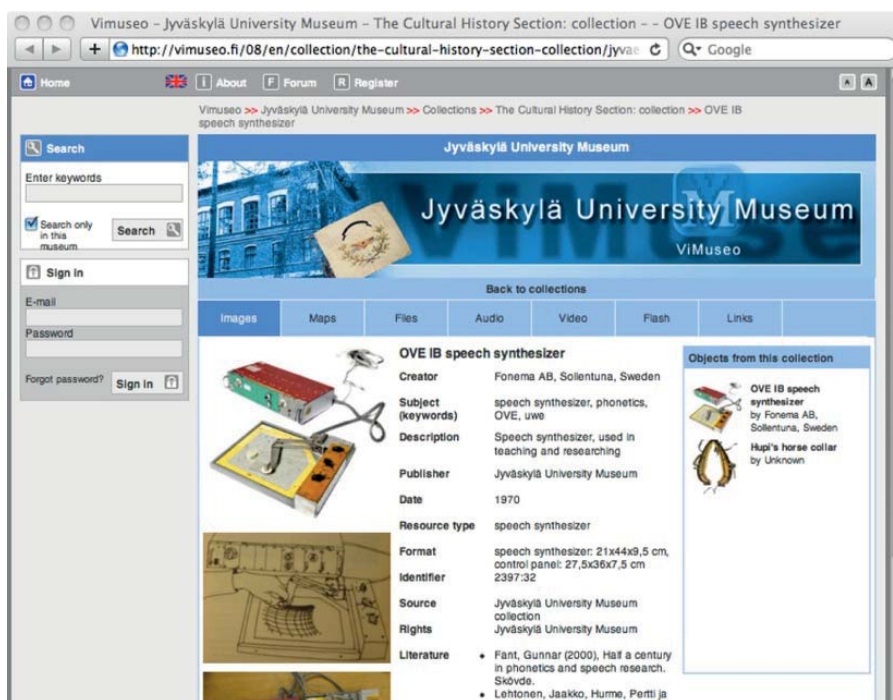 Vimuseo – Jyväskylä University Museum – The Cultural History Section: collection – – OVE IB speech synthesizer
http://vimuseo.fi/08/en/collection/the-cultural-history-section-collection/jyvae
Google
Home
i About F Forum R Register
A A
Vimuseo >> Jyväskylä University Museum >> Collections >> The Cultural History Section: collection >> OVE IB
speech synthesizer
Search
Enter keywords
Search only
in this
museum
Search
Sign in
E-mail
Password
Forgot password?
Sign in
Jyväskylä University Museum
Jyväskylä University Museum
ViMuseo
Back to collections
Images Maps Files Audio Video Flash Links
OVE IB speech synthesizer
Creator Fonema AB, Sollentuna, Sweden
Subject speech synthesizer, phonetics,
(keywords) OVE, uwe
Description Speech synthesizer, used in
teaching and researching
Publisher Jyväskylä University Museum
Date 1970
Resource type speech synthesizer
Format speech synthesizer: 21x44x9,5 cm,
control panel: 27,5x36x7,5 cm
Identifier 2397:32
Source Jyväskylä University Museum
collection
Rights Jyväskylä University Museum
Literature • Fant, Gunnar (2000), Half a century
in phonetics and speech research.
Skövde.
• Lehtonen, Jaakko, Hurme, Pertti ja
Objects from this collection
OVE IB speech
synthesizer
by Fonema AB,
Sollentuna, Sweden
Hupi's horse collar
by Unknown